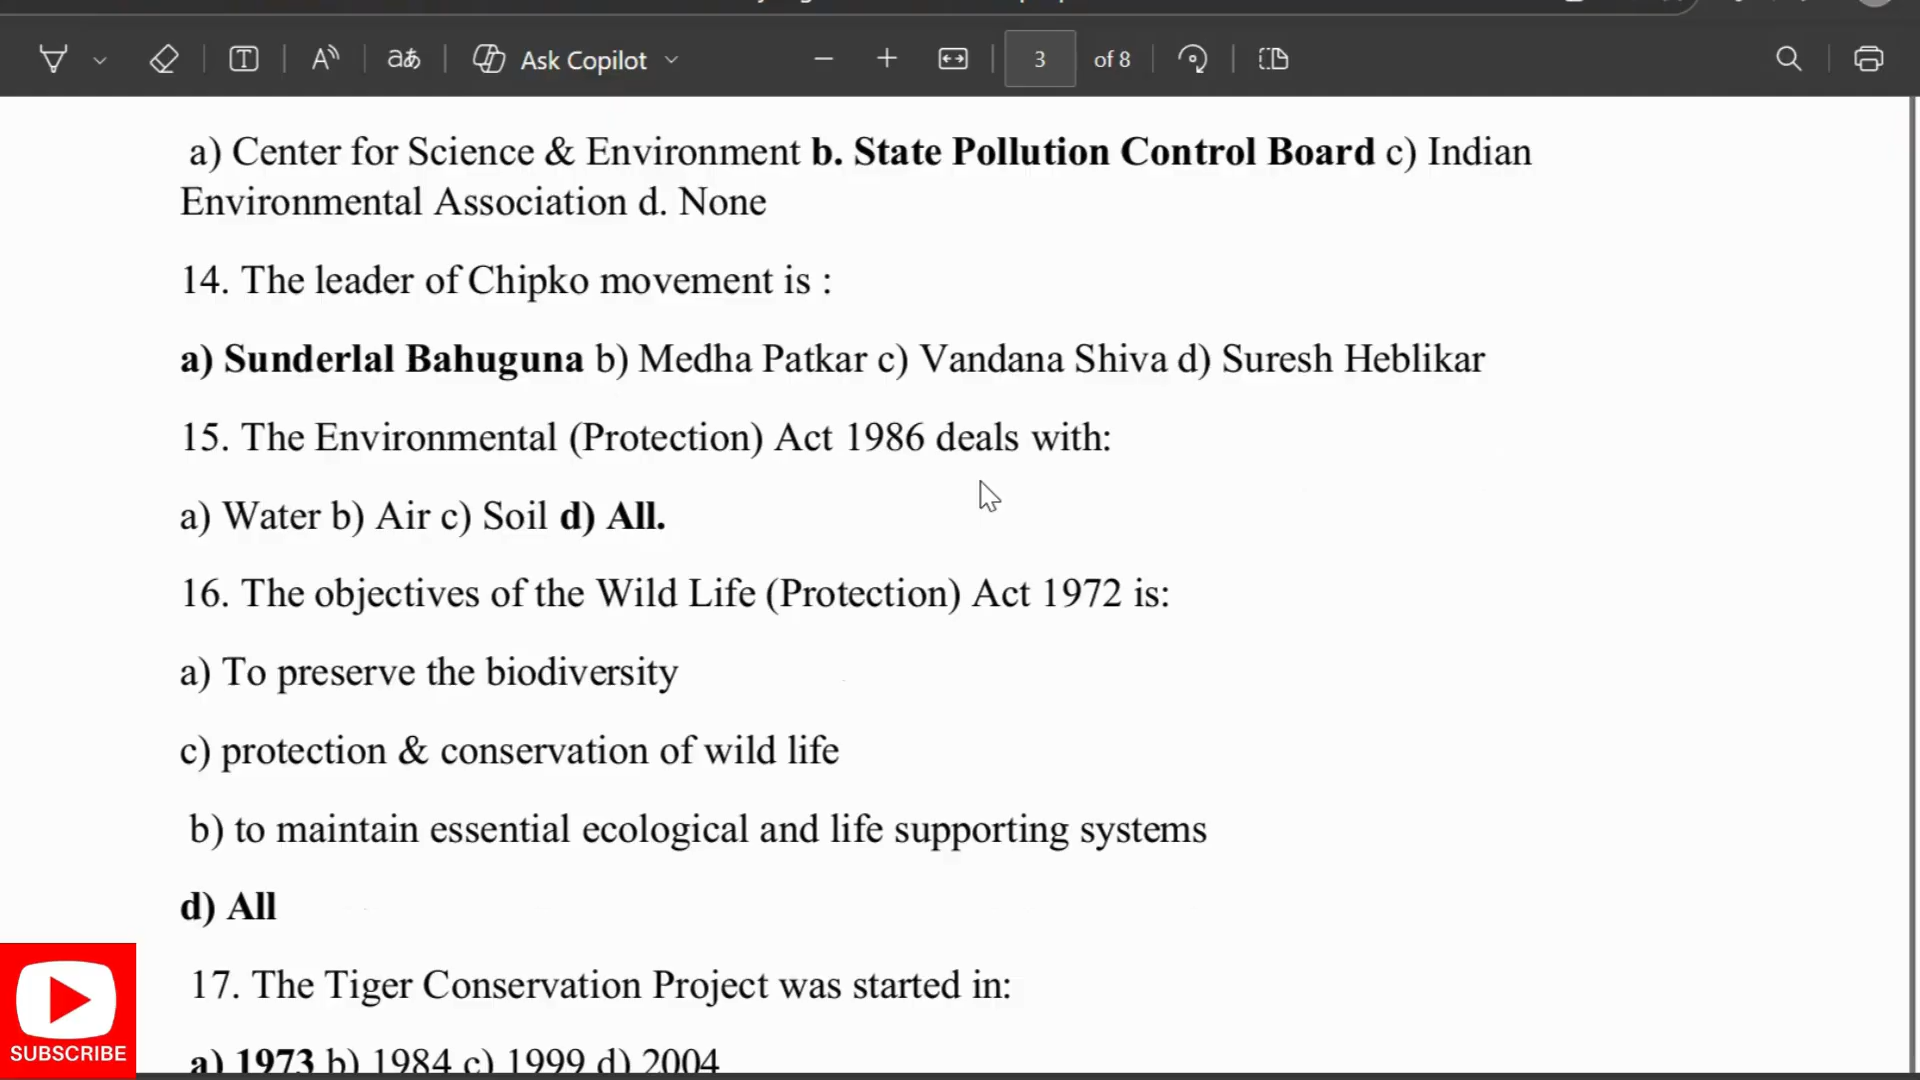 Ask Copilot
3 of 8
a) Center for Science & Environment b. State Pollution Control Board c) Indian
Environmental Association d. None
14. The leader of Chipko movement is :
a) Sunderlal Bahuguna b) Medha Patkar c) Vandana Shiva d) Suresh Heblikar
15. The Environmental (Protection) Act 1986 deals with:
a) Water b) Air c) Soil d) All.
16. The objectives of the Wild Life (Protection) Act 1972 is:
a) To preserve the biodiversity
c) protection & conservation of wild life
b) to maintain essential ecological and life supporting systems
d) All
17. The Tiger Conservation Project was started in:
a) 1973 b) 1984 c) 1999 d) 2004
SUBSCRIBE